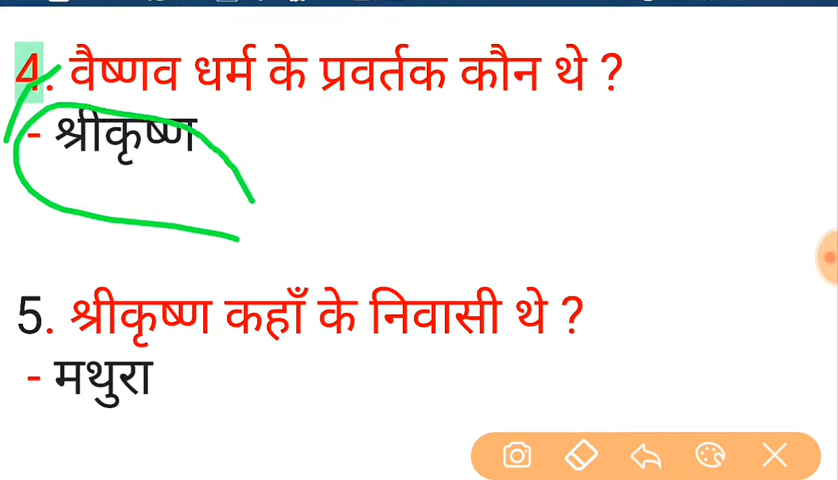 4. वैष्णव धर्म के प्रवर्तक कौन थे ?
- श्रीकृष्ण
5. श्रीकृष्ण कहाँ के निवासी थे ?
- मथुरा